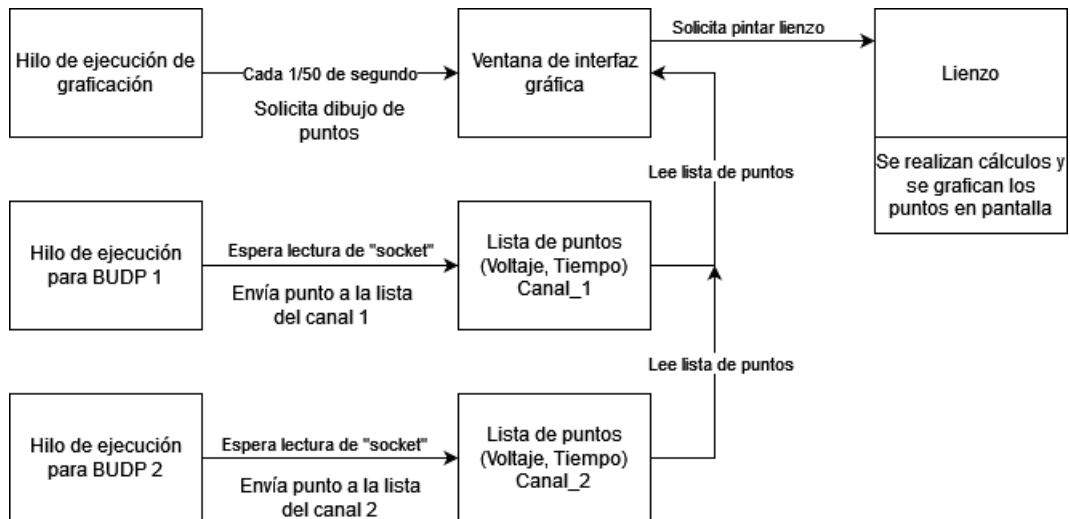 Hilo de ejecución de
graficación
Cada 1/50 de segundo
Solicita dibujo de
puntos
Ventana de interfaz
gráfica
Solicita pintar lienzo
Lienzo
Se realizan cálculos y
se grafican los
puntos en pantalla
Lee lista de puntos
Hilo de ejecución
para BUDP 1
Espera lectura de "socket"
Envía punto a la lista
del canal 1
Lista de puntos
(Voltaje, Tiempo)
Canal_1
Lee lista de puntos
Hilo de ejecución
para BUDP 2
Espera lectura de "socket"
Envía punto a la lista
del canal 2
Lista de puntos
(Voltaje, Tiempo)
Canal_2